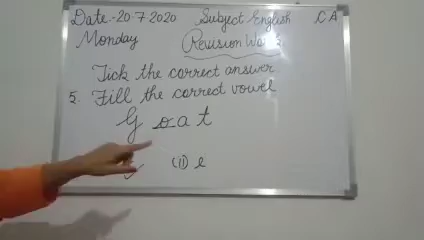 Date:-20-7-2020 Subject English C A
Monday Revision Work
Tick the correct answer
5. Fill the correct vowel
G o a t
(ii) e